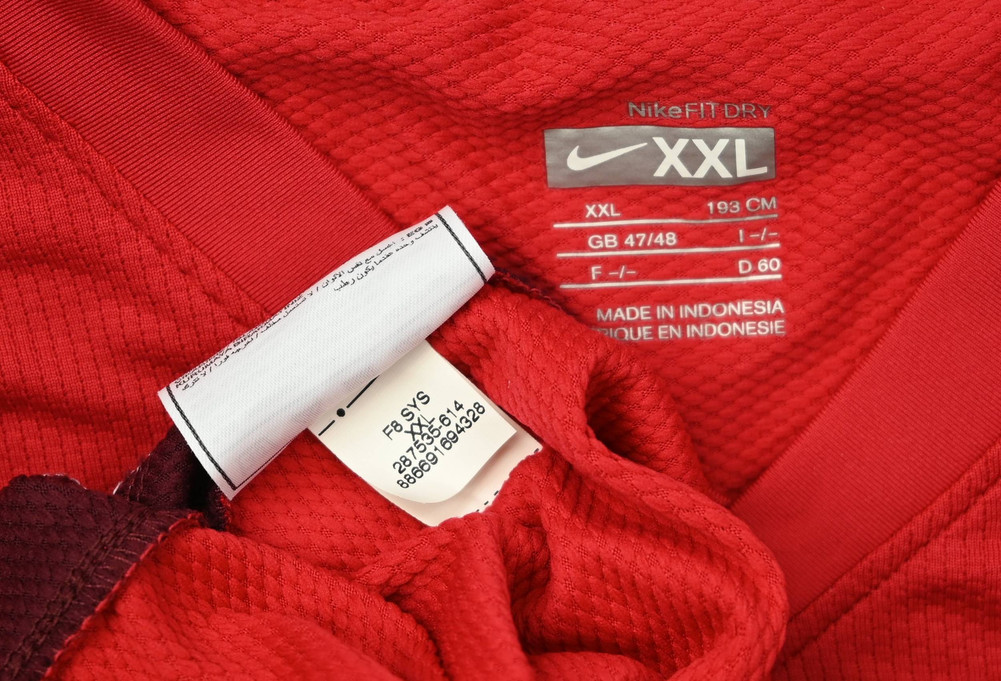 NikeFIT DRY
XXL
XXL 193 CM
GB 47/48 I -/-
F -/- D 60
MADE IN INDONESIA
RIQUE EN INDONESIE
F8 SYS
XXL
287535-614
886691694328